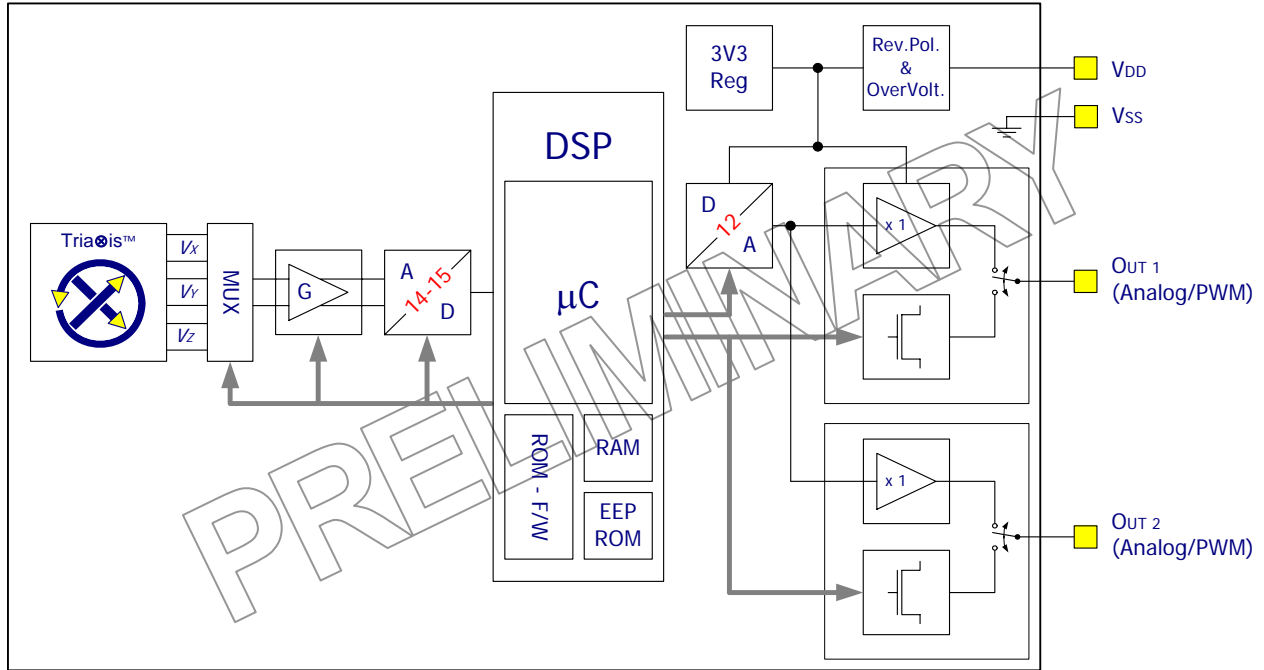 3V3
Reg
Rev.Pol.
&
OverVolt.
VDD
VSS
DSP
μC
ROM - F/W
RAM
EEP
ROM
Tria⊗is™
VX
VY
VZ
MUX
G
A
14-15
D
D
12
A
x 1
OUT 1
(Analog/PWM)
x 1
OUT 2
(Analog/PWM)
PRELIMINARY